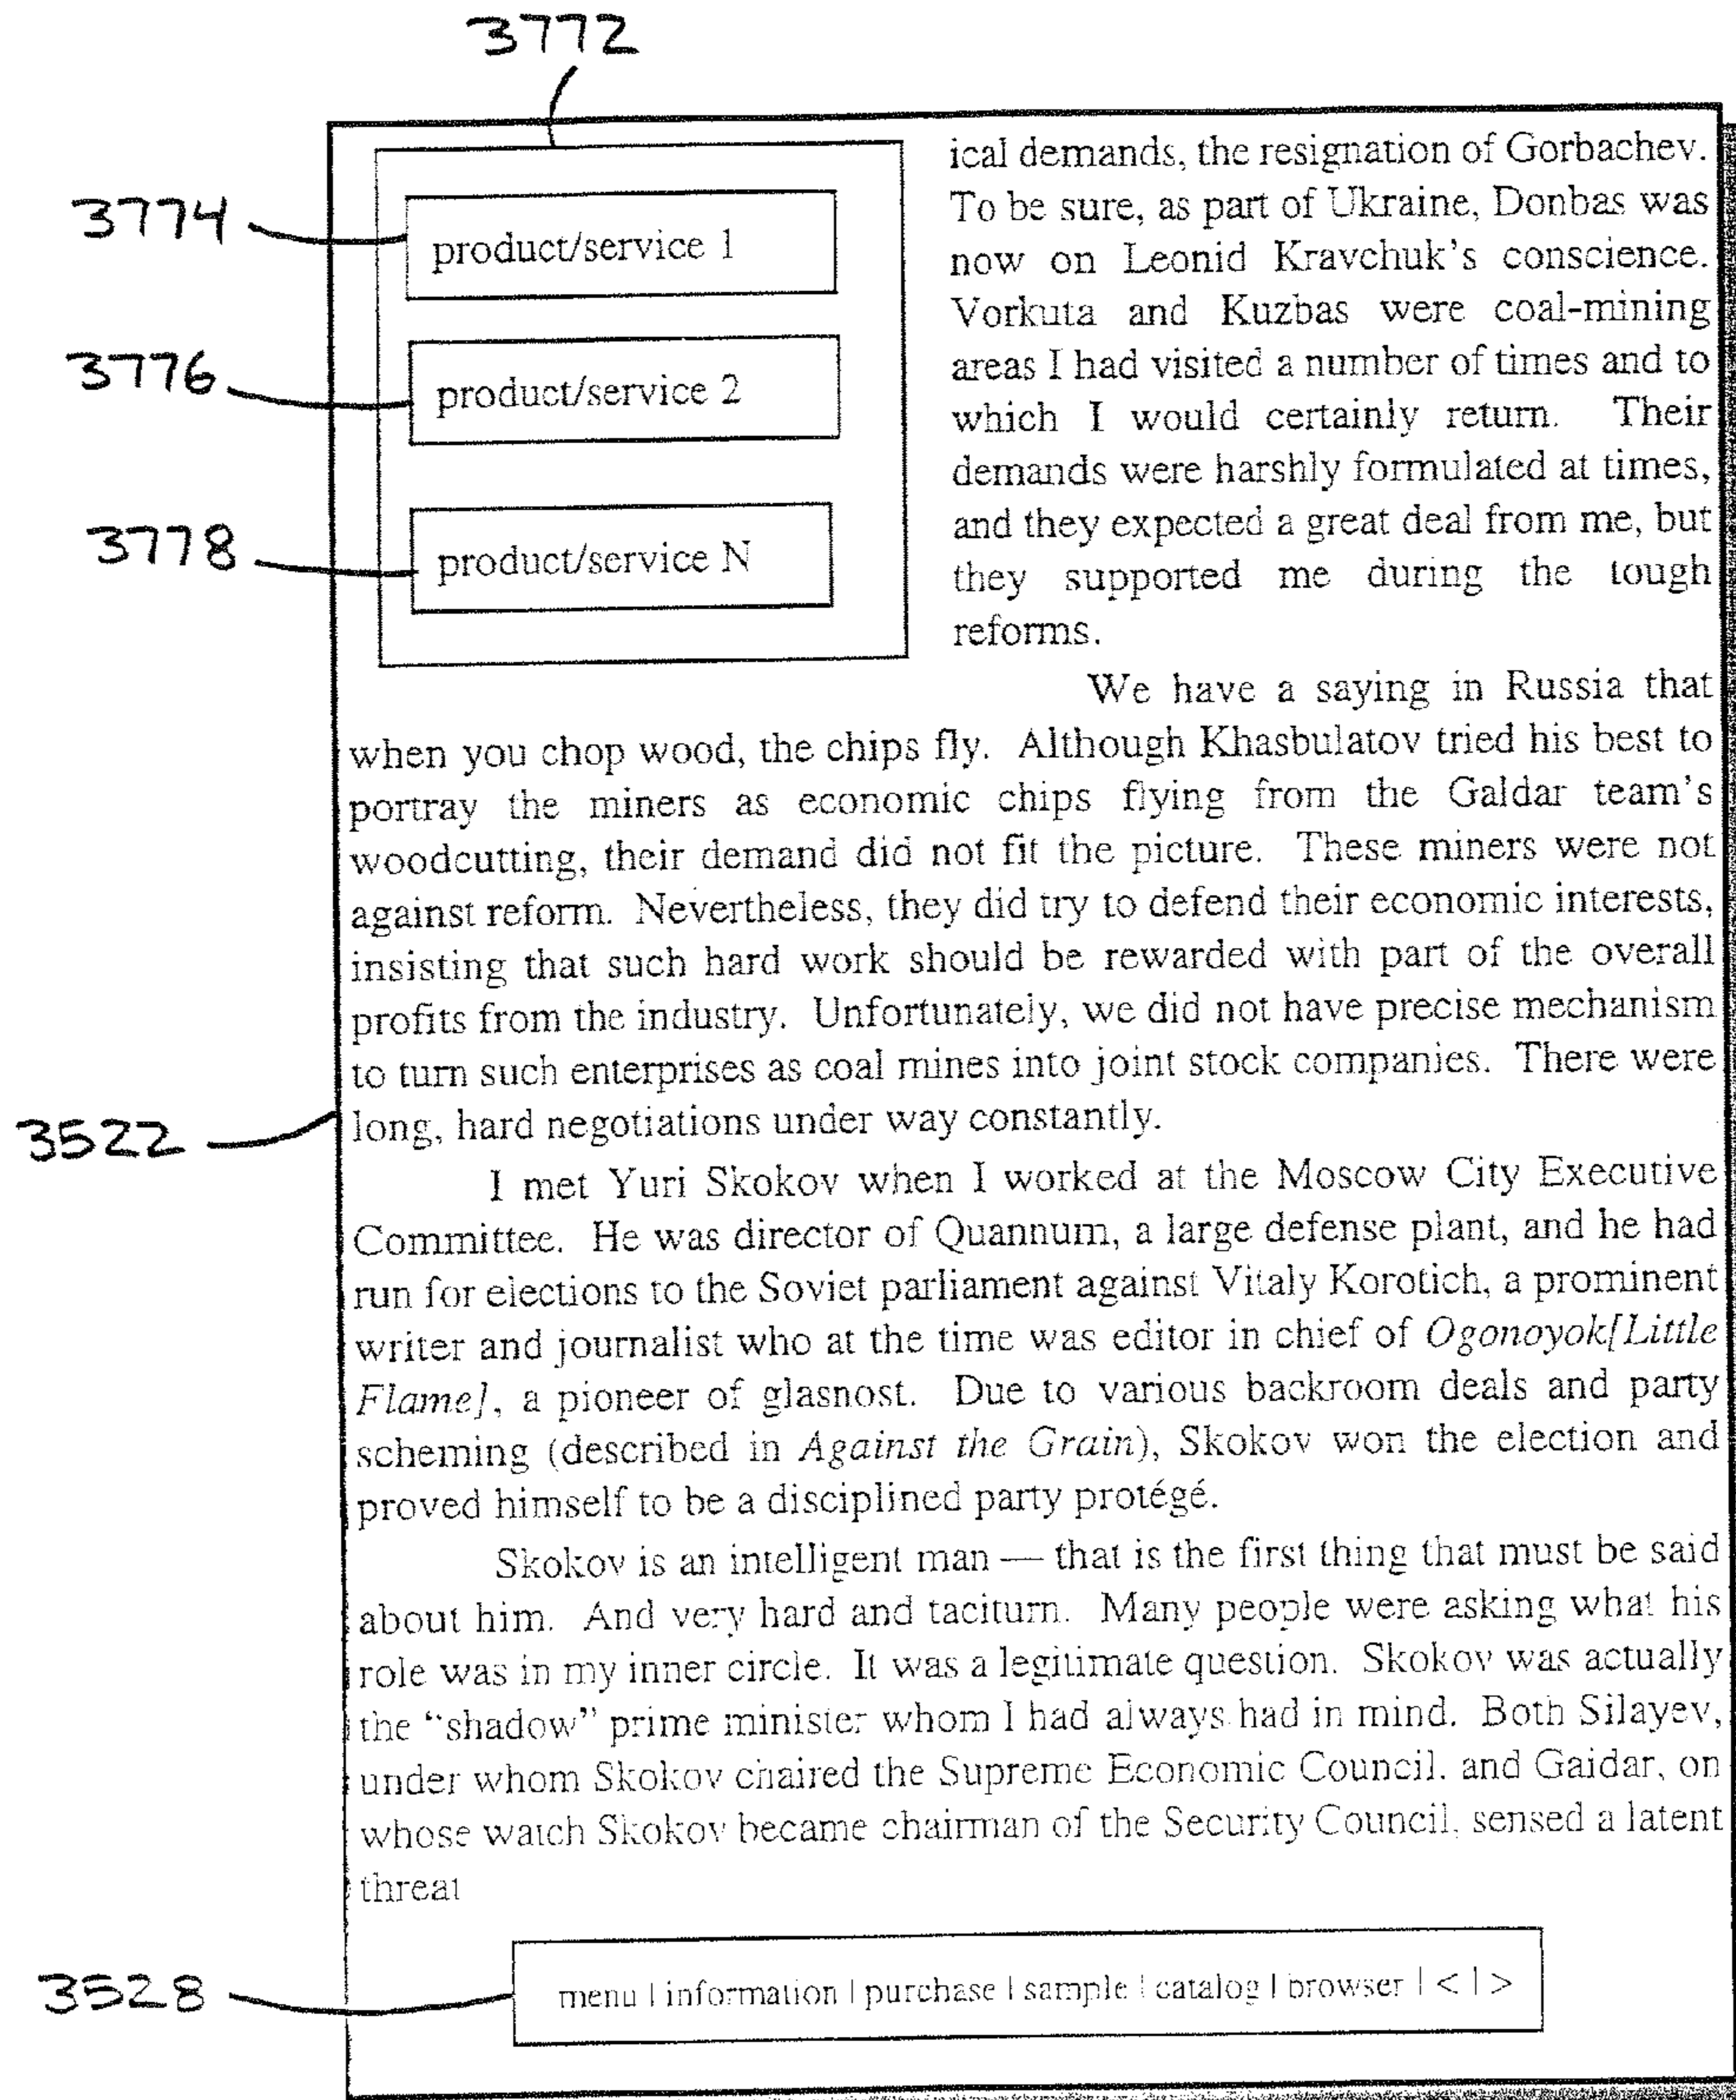 3772
3774
product/service 1
3776
product/service 2
3778
product/service N
ical demands, the resignation of Gorbachev.
To be sure, as part of Ukraine, Donbas was
now on Leonid Kravchuk's conscience.
Vorkuta and Kuzbas were coal-mining
areas I had visited a number of times and to
which I would certainly return. Their
demands were harshly formulated at times,
and they expected a great deal from me, but
they supported me during the tough
reforms.
We have a saying in Russia that
when you chop wood, the chips fly. Although Khasbulatov tried his best to
portray the miners as economic chips flying from the Galdar team's
woodcutting, their demand did not fit the picture. These miners were not
against reform. Nevertheless, they did try to defend their economic interests,
insisting that such hard work should be rewarded with part of the overall
profits from the industry. Unfortunately, we did not have precise mechanism
to turn such enterprises as coal mines into joint stock companies. There were
3522
long, hard negotiations under way constantly.
I met Yuri Skokov when I worked at the Moscow City Executive
Committee. He was director of Quannum, a large defense plant, and he had
run for elections to the Soviet parliament against Vitaly Korotich, a prominent
writer and journalist who at the time was editor in chief of Ogonoyok[Little
Flame], a pioneer of glasnost. Due to various backroom deals and party
scheming (described in Against the Grain), Skokov won the election and
proved himself to be a disciplined party protégé.
Skokov is an intelligent man — that is the first thing that must be said
about him. And very hard and taciturn. Many people were asking what his
role was in my inner circle. It was a legitimate question. Skokov was actually
the “shadow” prime minister whom I had always had in mind. Both Silayev,
under whom Skokov chaired the Supreme Economic Council, and Gaidar, on
whose watch Skokov became chairman of the Security Council, sensed a latent
threat
3528
menu | information | purchase | sample | catalog | browser | < | >